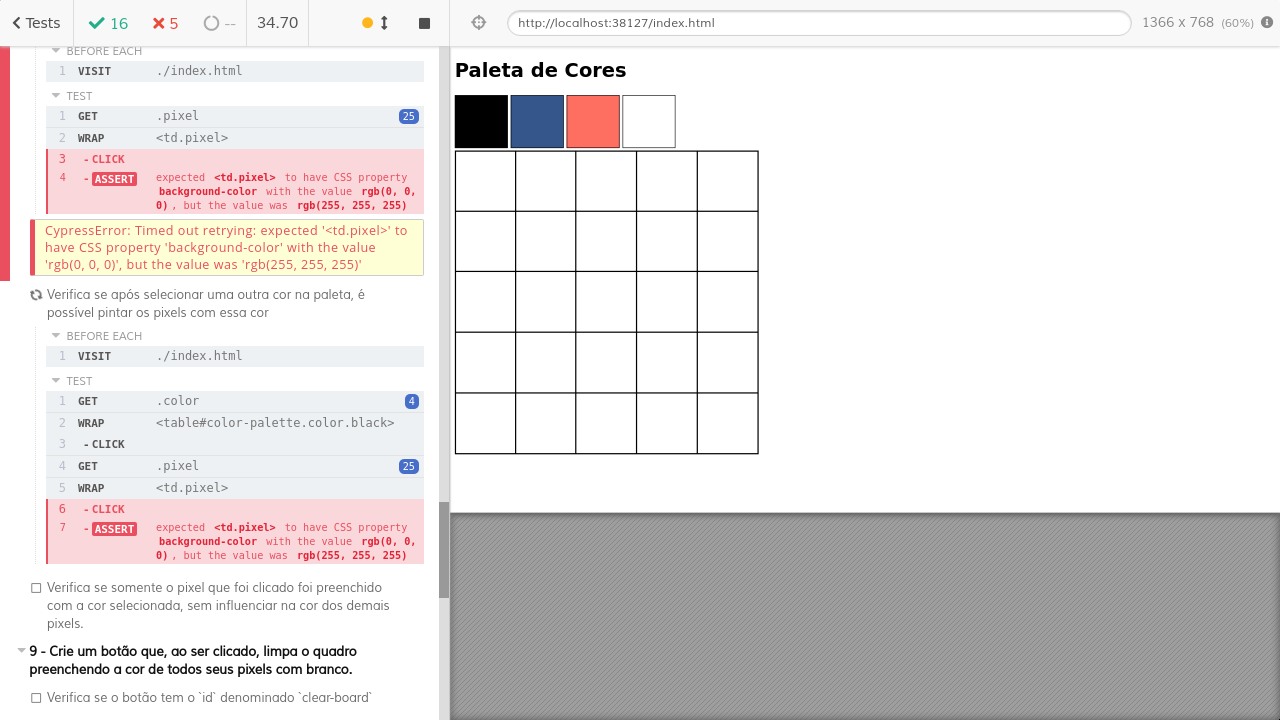 Tests 16 5 -- 34.70 http://localhost:38127/index.html 1366 x 768 (60%)
BEFORE EACH
1 VISIT ./index.html
TEST
1 GET .pixel 25
2 WRAP <td.pixel>
3 - CLICK
4 - ASSERT expected <td.pixel> to have CSS property
background-color with the value rgb(0, 0,
0), but the value was rgb(255, 255, 255)
CypressError: Timed out retrying: expected '<td.pixel>' to
have CSS property 'background-color' with the value
'rgb(0, 0, 0)', but the value was 'rgb(255, 255, 255)'
Verifica se após selecionar uma outra cor na paleta, é
possível pintar os pixels com essa cor
BEFORE EACH
1 VISIT ./index.html
TEST
1 GET .color 4
2 WRAP <table#color-palette.color.black>
3 - CLICK
4 GET .pixel 25
5 WRAP <td.pixel>
6 - CLICK
7 - ASSERT expected <td.pixel> to have CSS property
background-color with the value rgb(0, 0,
0), but the value was rgb(255, 255, 255)
Verifica se somente o pixel que foi clicado foi preenchido
com a cor selecionada, sem influenciar na cor dos demais
pixels.
9 - Crie um botão que, ao ser clicado, limpa o quadro
preenchendo a cor de todos seus pixels com branco.
Verifica se o botão tem o `id` denominado `clear-board`
Paleta de Cores